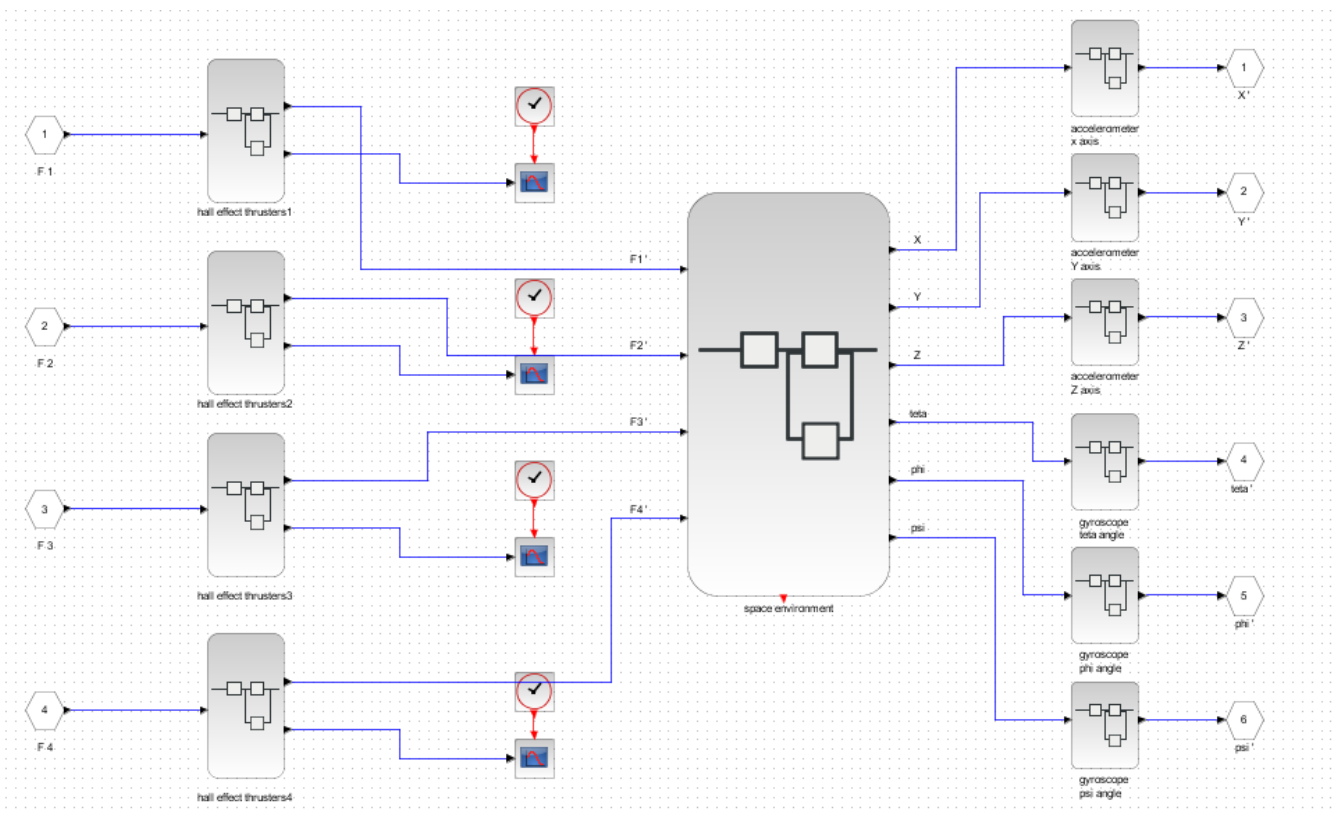 1
F 1
hall effect thrusters1
2
F 2
hall effect thrusters2
3
F 3
hall effect thrusters3
4
F 4
hall effect thrusters4
F1 '
F2 '
F3 '
F4 '
space environment
X
Y
Z
teta
phi
psi
accelerometer
x axis
1
X '
accelerometer
Y axis
2
Y '
accelerometer
Z axis
3
Z '
gyroscope
teta angle
4
teta '
gyroscope
phi angle
5
phi '
gyroscope
psi angle
6
psi '